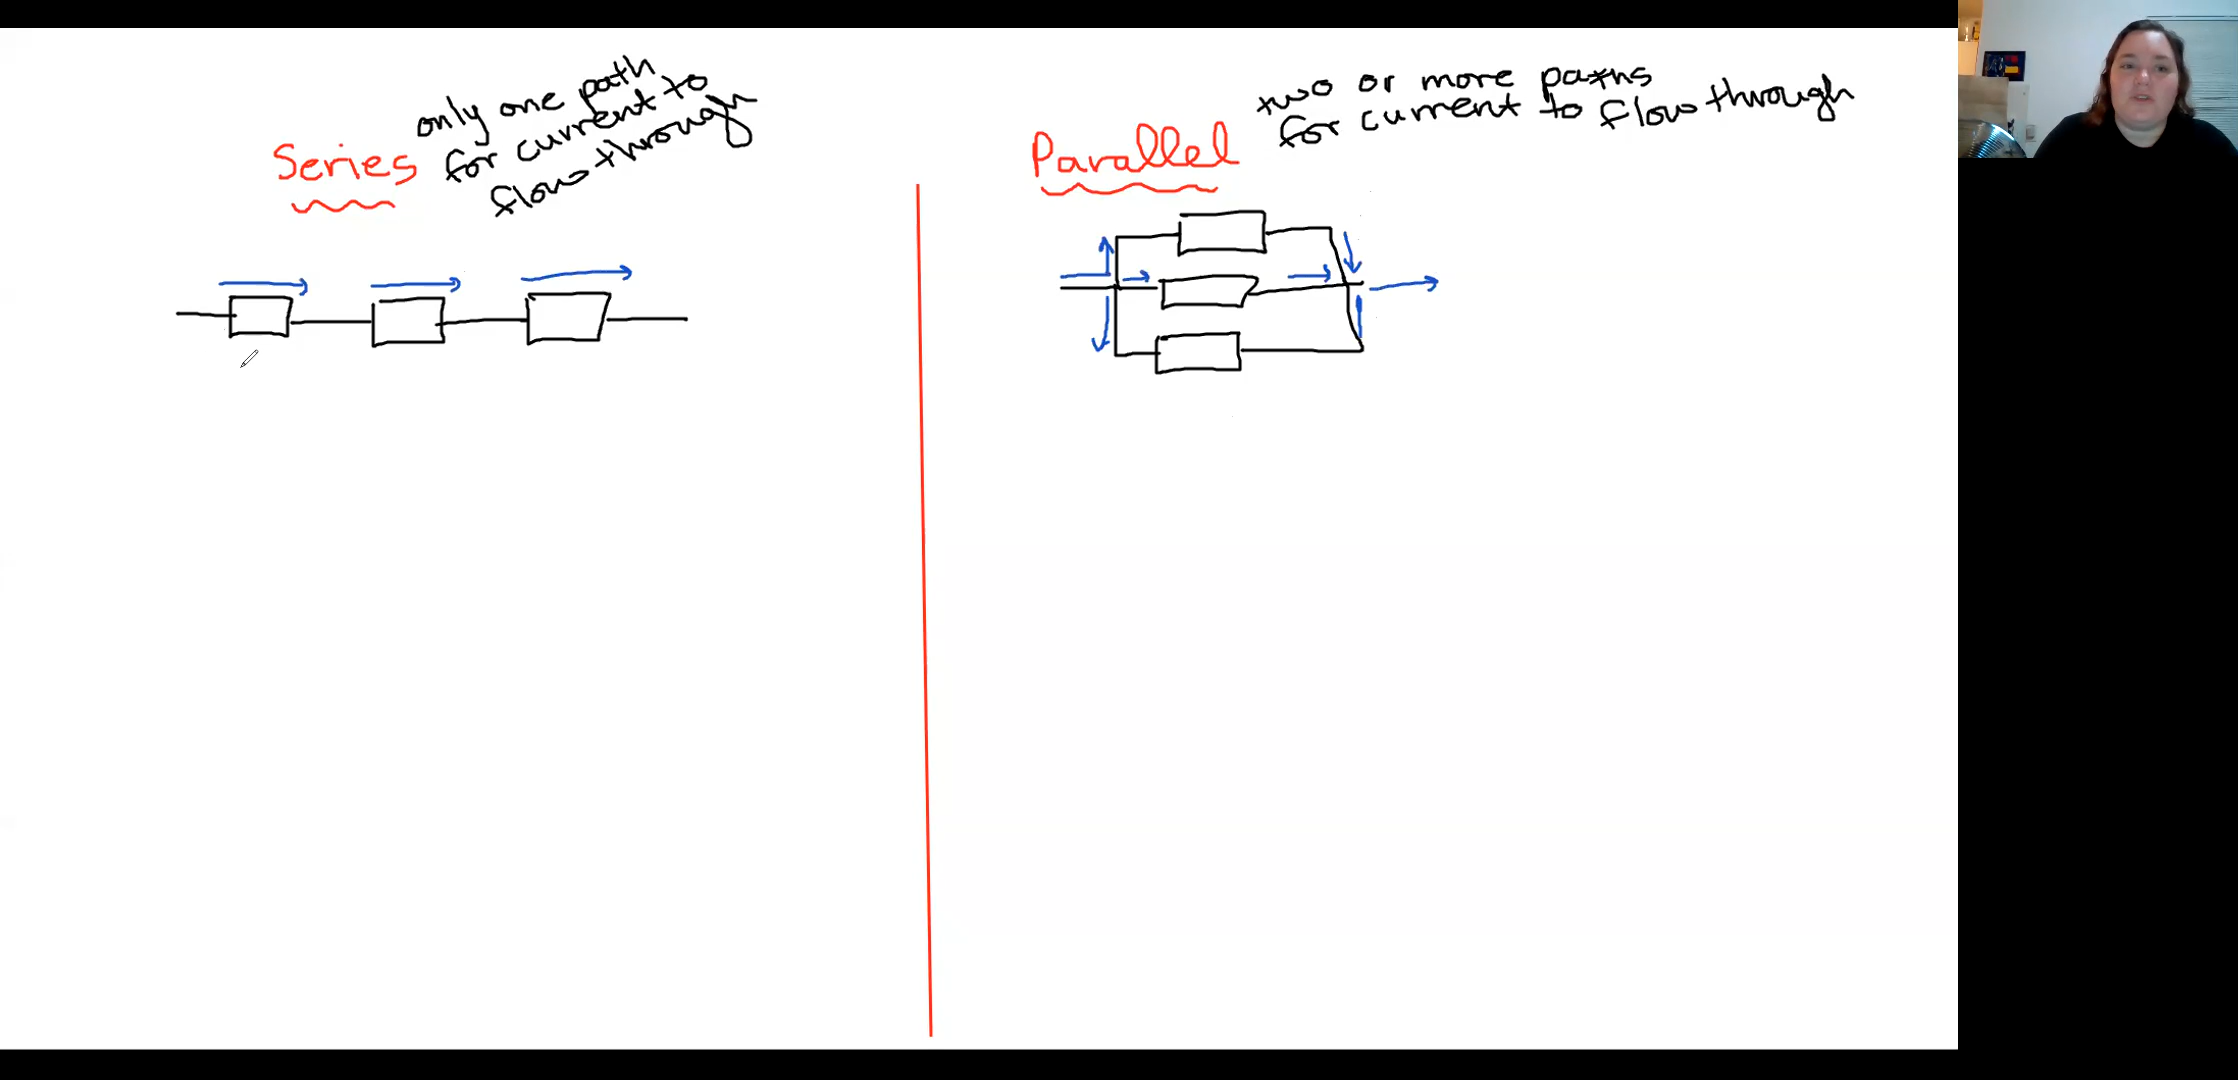 Series
only one path
for current to
flow through
Parallel
two or more paths
for current to flow through